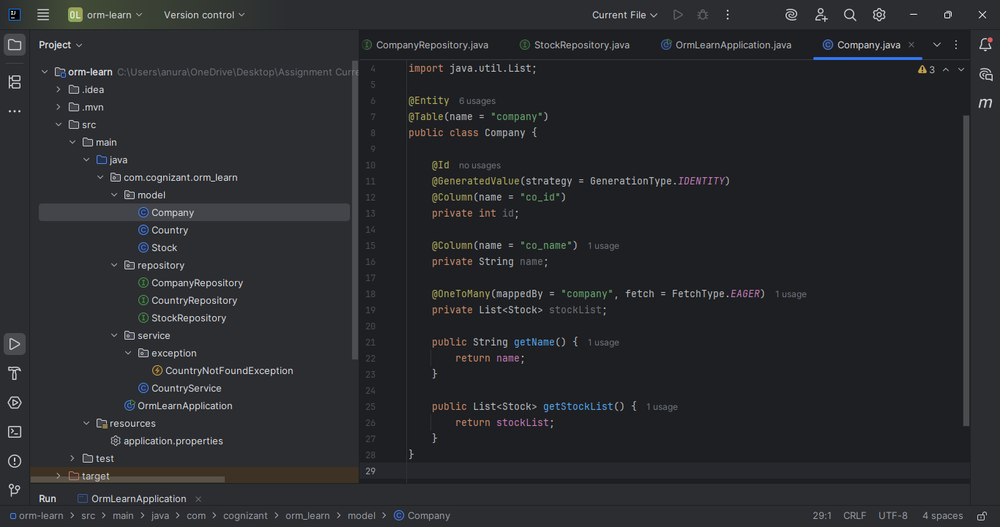 OL orm-learn Version control Current File
Project
orm-learn C:\Users\anura\OneDrive\Desktop\Assignment Curre
.idea
.mvn
src
main
java
com.cognizant.orm_learn
model
Company
Country
Stock
repository
CompanyRepository
CountryRepository
StockRepository
service
exception
CountryNotFoundException
CountryService
OrmLearnApplication
resources
application.properties
test
target
CompanyRepository.java StockRepository.java OrmLearnApplication.java Company.java
3
4 import java.util.List;
5
6 @Entity 6 usages
7 @Table(name = "company")
8 public class Company {
9
10 @Id no usages
11 @GeneratedValue(strategy = GenerationType.IDENTITY)
12 @Column(name = "co_id")
13 private int id;
14
15 @Column(name = "co_name") 1 usage
16 private String name;
17
18 @OneToMany(mappedBy = "company", fetch = FetchType.EAGER) 1 usage
19 private List<Stock> stockList;
20
21 public String getName() { 1 usage
22 return name;
23 }
24
25 public List<Stock> getStockList() { 1 usage
26 return stockList;
27 }
28 }
29
Run OrmLearnApplication
orm-learn > src > main > java > com > cognizant > orm_learn > model > Company 29:1 CRLF UTF-8 4 spaces